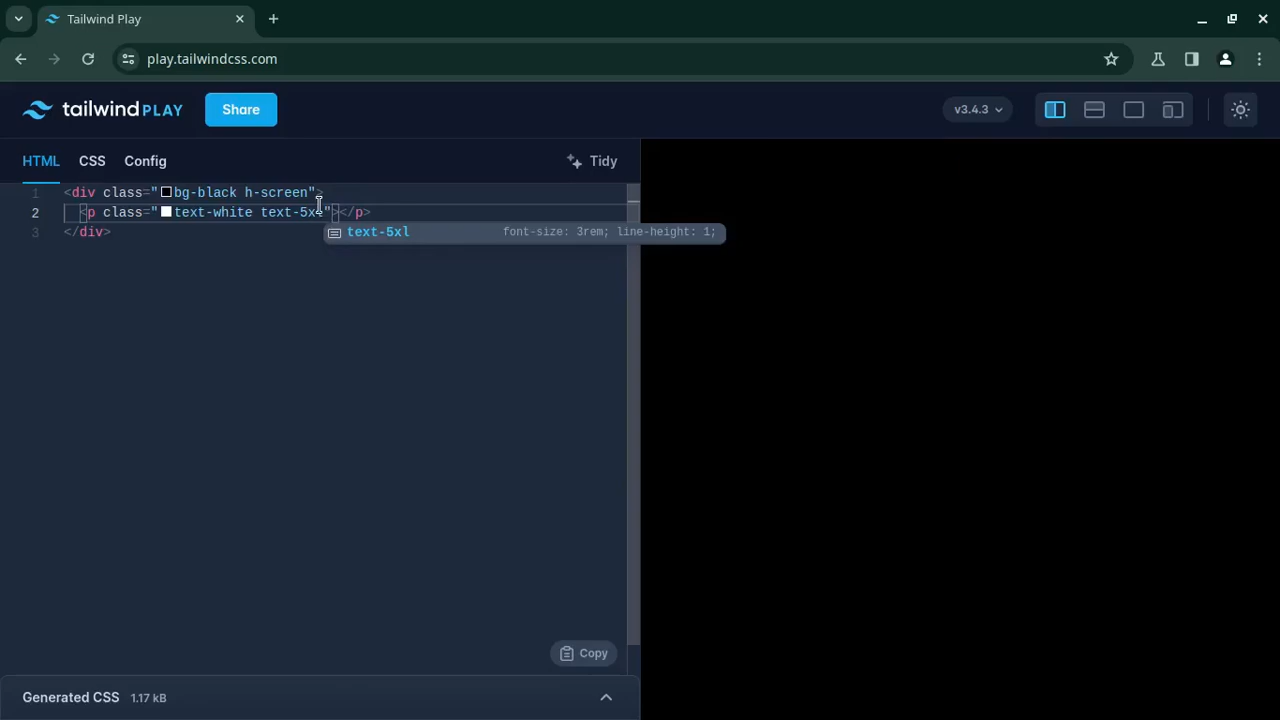 Tailwind Play
play.tailwindcss.com
tailwind PLAY
Share
v3.4.3
HTML CSS Config
Tidy
1 <div class="bg-black h-screen">
2 <p class="text-white text-5xl"></p>
3 </div>
text-5xl font-size: 3rem; line-height: 1;
Copy
Generated CSS 1.17 kB